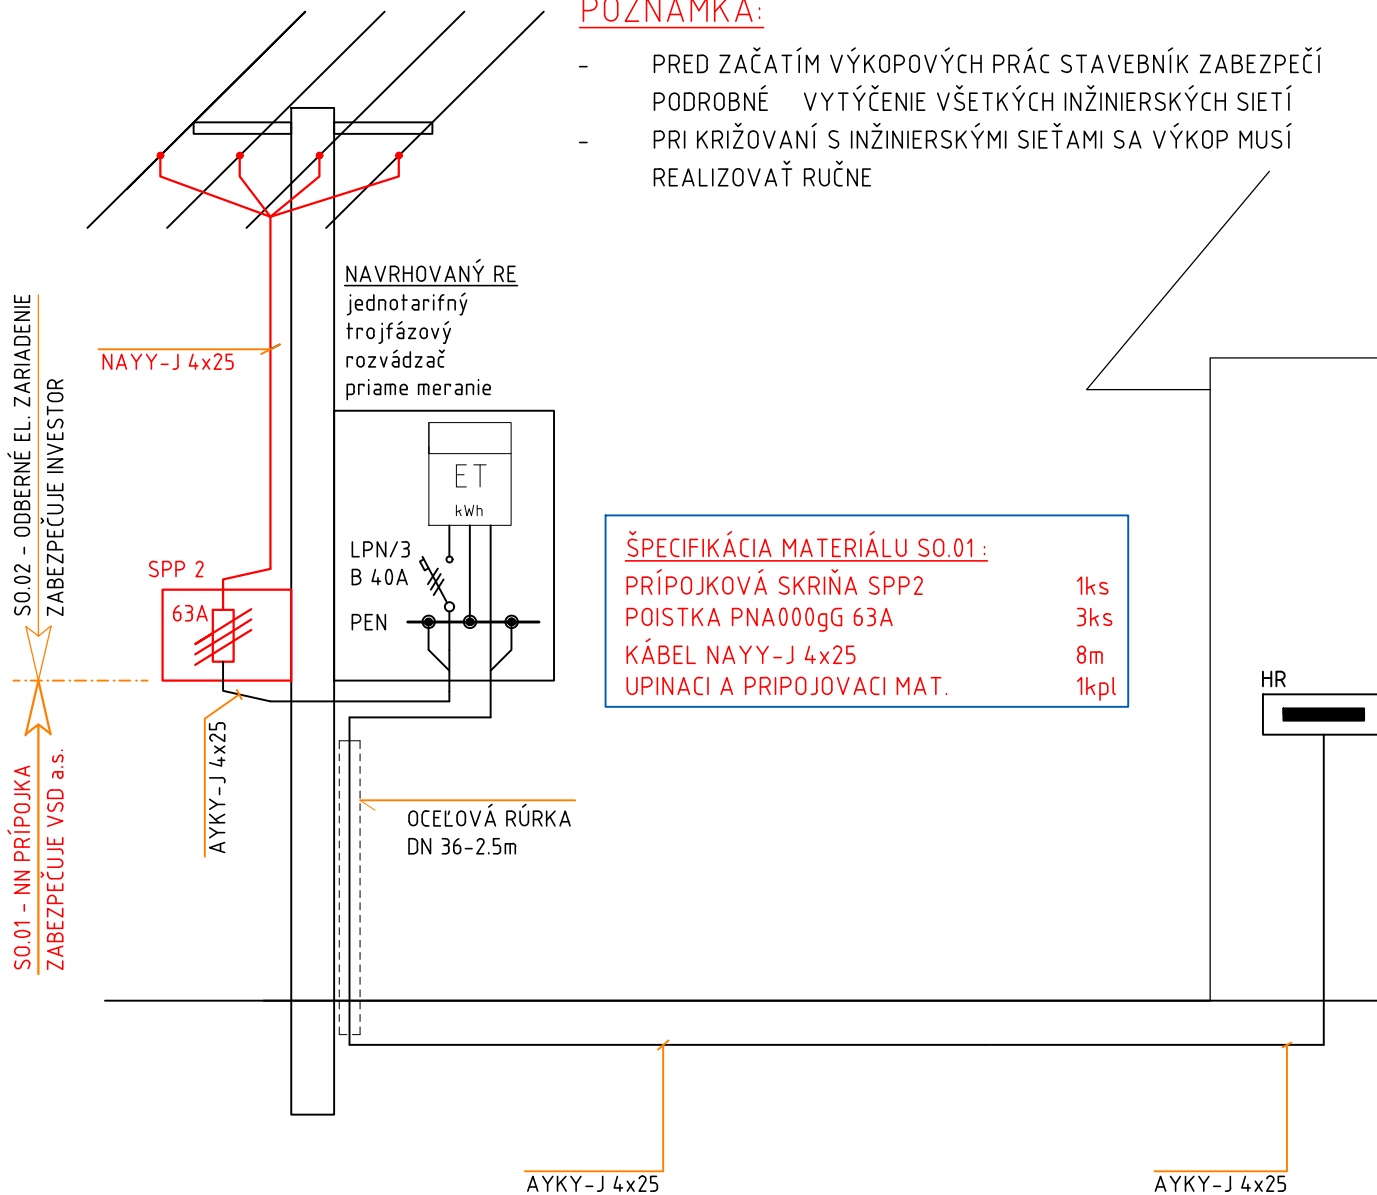 POZNÁMKA:
- PRED ZAČATÍM VÝKOPOVÝCH PRÁC STAVEBNÍK ZABEZPEČÍ
PODROBNÉ VYTÝČENIE VŠETKÝCH INŽINIERSKÝCH SIETÍ
- PRI KRIŽOVANÍ S INŽINIERSKÝMI SIEŤAMI SA VÝKOP MUSÍ
REALIZOVAŤ RUČNE
NAVRHOVANÝ RE
jednotarifný
trojfázový
rozvádzač
priame meranie
NAYY-J 4x25
SO.02 - ODBERNÉ EL. ZARIADENIE
ZABEZPEČUJE INVESTOR
ET
kWh
LPN/3
B 40A
PEN
SPP 2
63A
ŠPECIFIKÁCIA MATERIÁLU SO.01 :
PRÍPOJKOVÁ SKRIŇA SPP2 1ks
POISTKA PNA000gG 63A 3ks
KÁBEL NAYY-J 4x25 8m
UPINACI A PRIPOJOVACI MAT. 1kpl
HR
AYKY-J 4x25
SO.01 - NN PRÍPOJKA
ZABEZPEČUJE VSD a.s.
OCEĽOVÁ RÚRKA
DN 36-2.5m
AYKY-J 4x25
AYKY-J 4x25